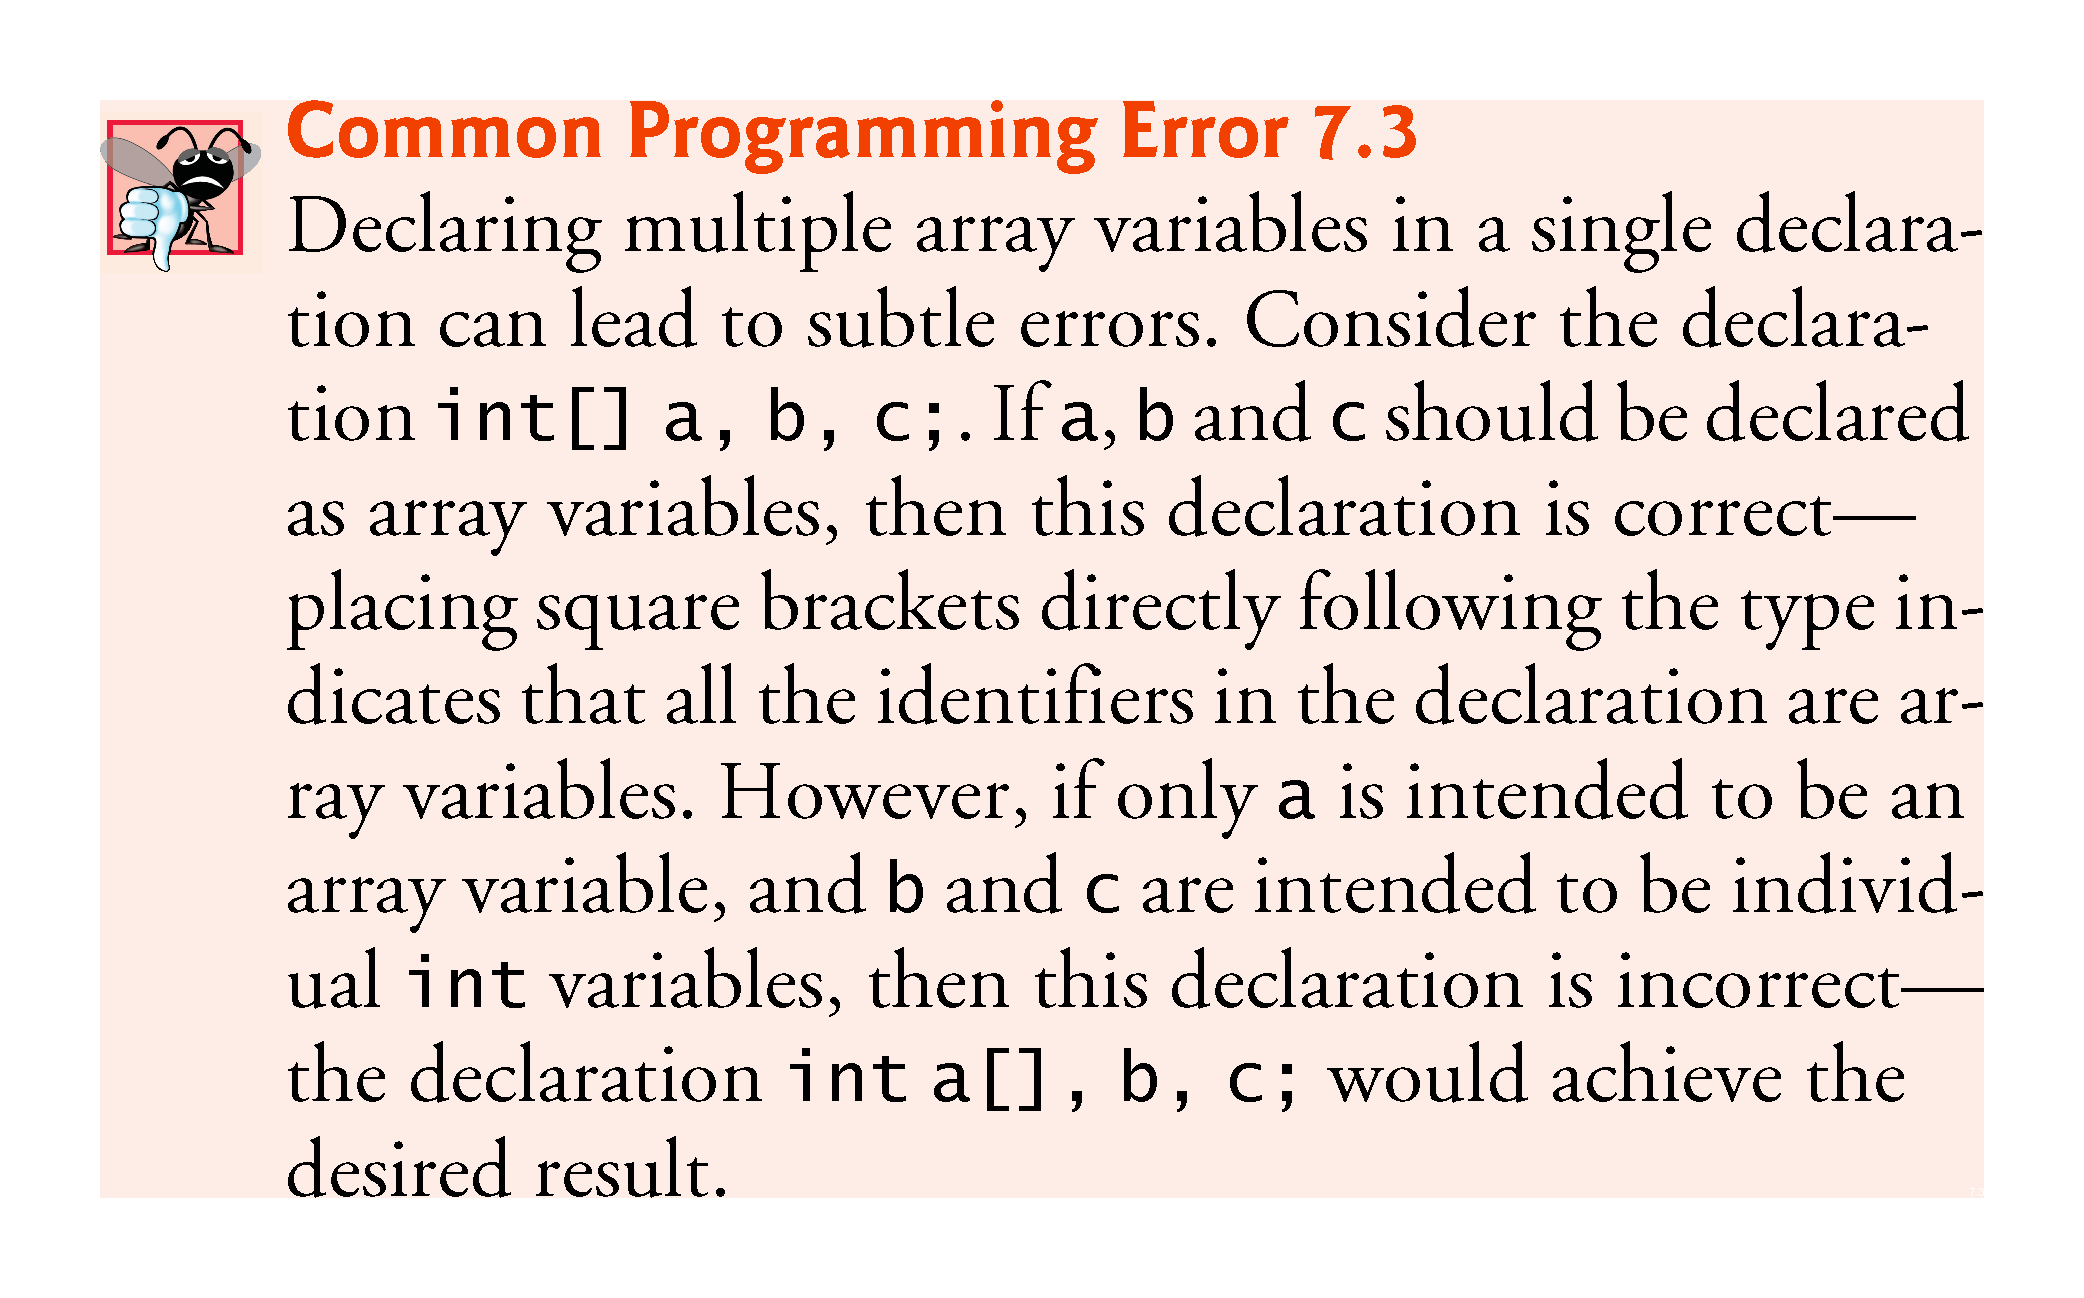 Common Programming Error 7.3
Declaring multiple array variables in a single declara-
tion can lead to subtle errors. Consider the declara-
tion int[] a, b, c;. If a, b and c should be declared
as array variables, then this declaration is correct—
placing square brackets directly following the type in-
dicates that all the identifiers in the declaration are ar-
ray variables. However, if only a is intended to be an
array variable, and b and c are intended to be individ-
ual int variables, then this declaration is incorrect—
the declaration int a[], b, c; would achieve the
desired result.